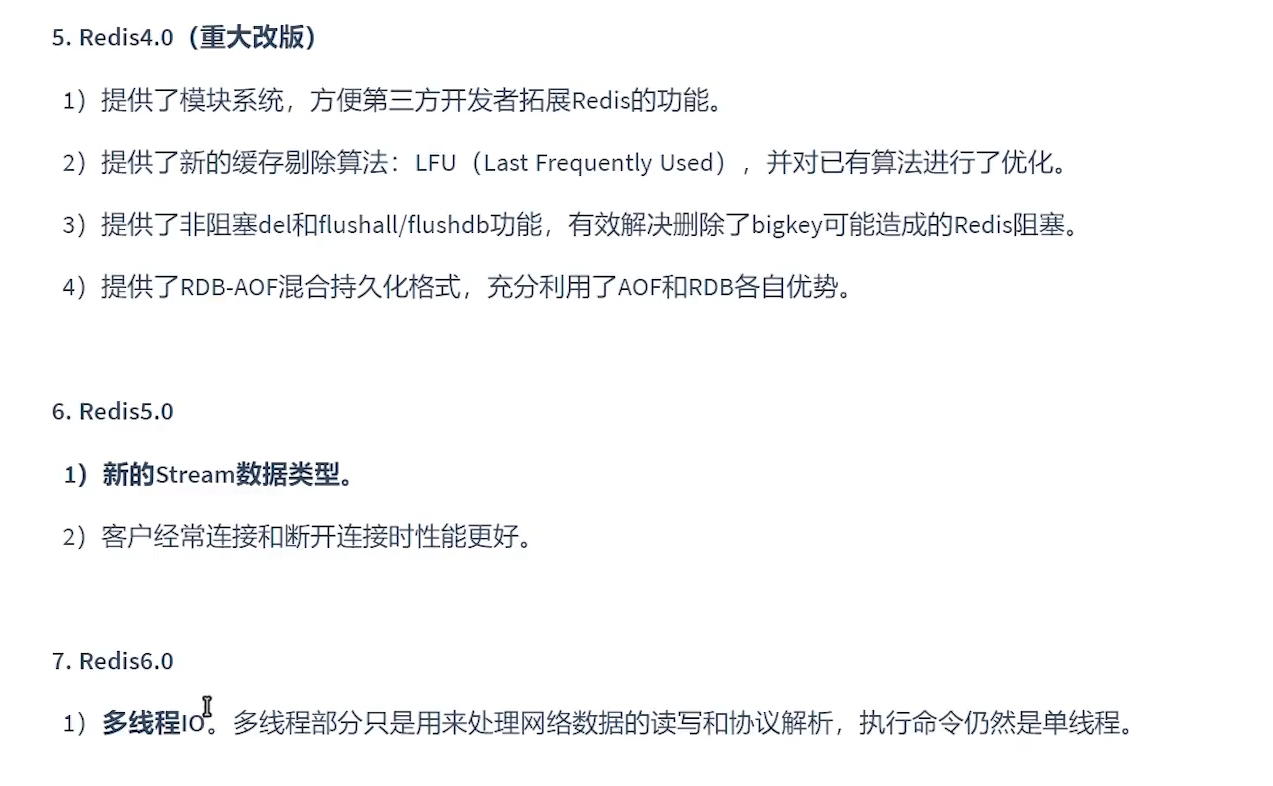 5. Redis4.0（重大改版）
1）提供了模块系统，方便第三方开发者拓展Redis的功能。
2）提供了新的缓存剔除算法：LFU（Last Frequently Used），并对已有算法进行了优化。
3）提供了非阻塞del和flushall/flushdb功能，有效解决删除了bigkey可能造成的Redis阻塞。
4）提供了RDB-AOF混合持久化格式，充分利用了AOF和RDB各自优势。
6. Redis5.0
1）新的Stream数据类型。
2）客户经常连接和断开连接时性能更好。
7. Redis6.0
1）多线程IO。多线程部分只是用来处理网络数据的读写和协议解析，执行命令仍然是单线程。